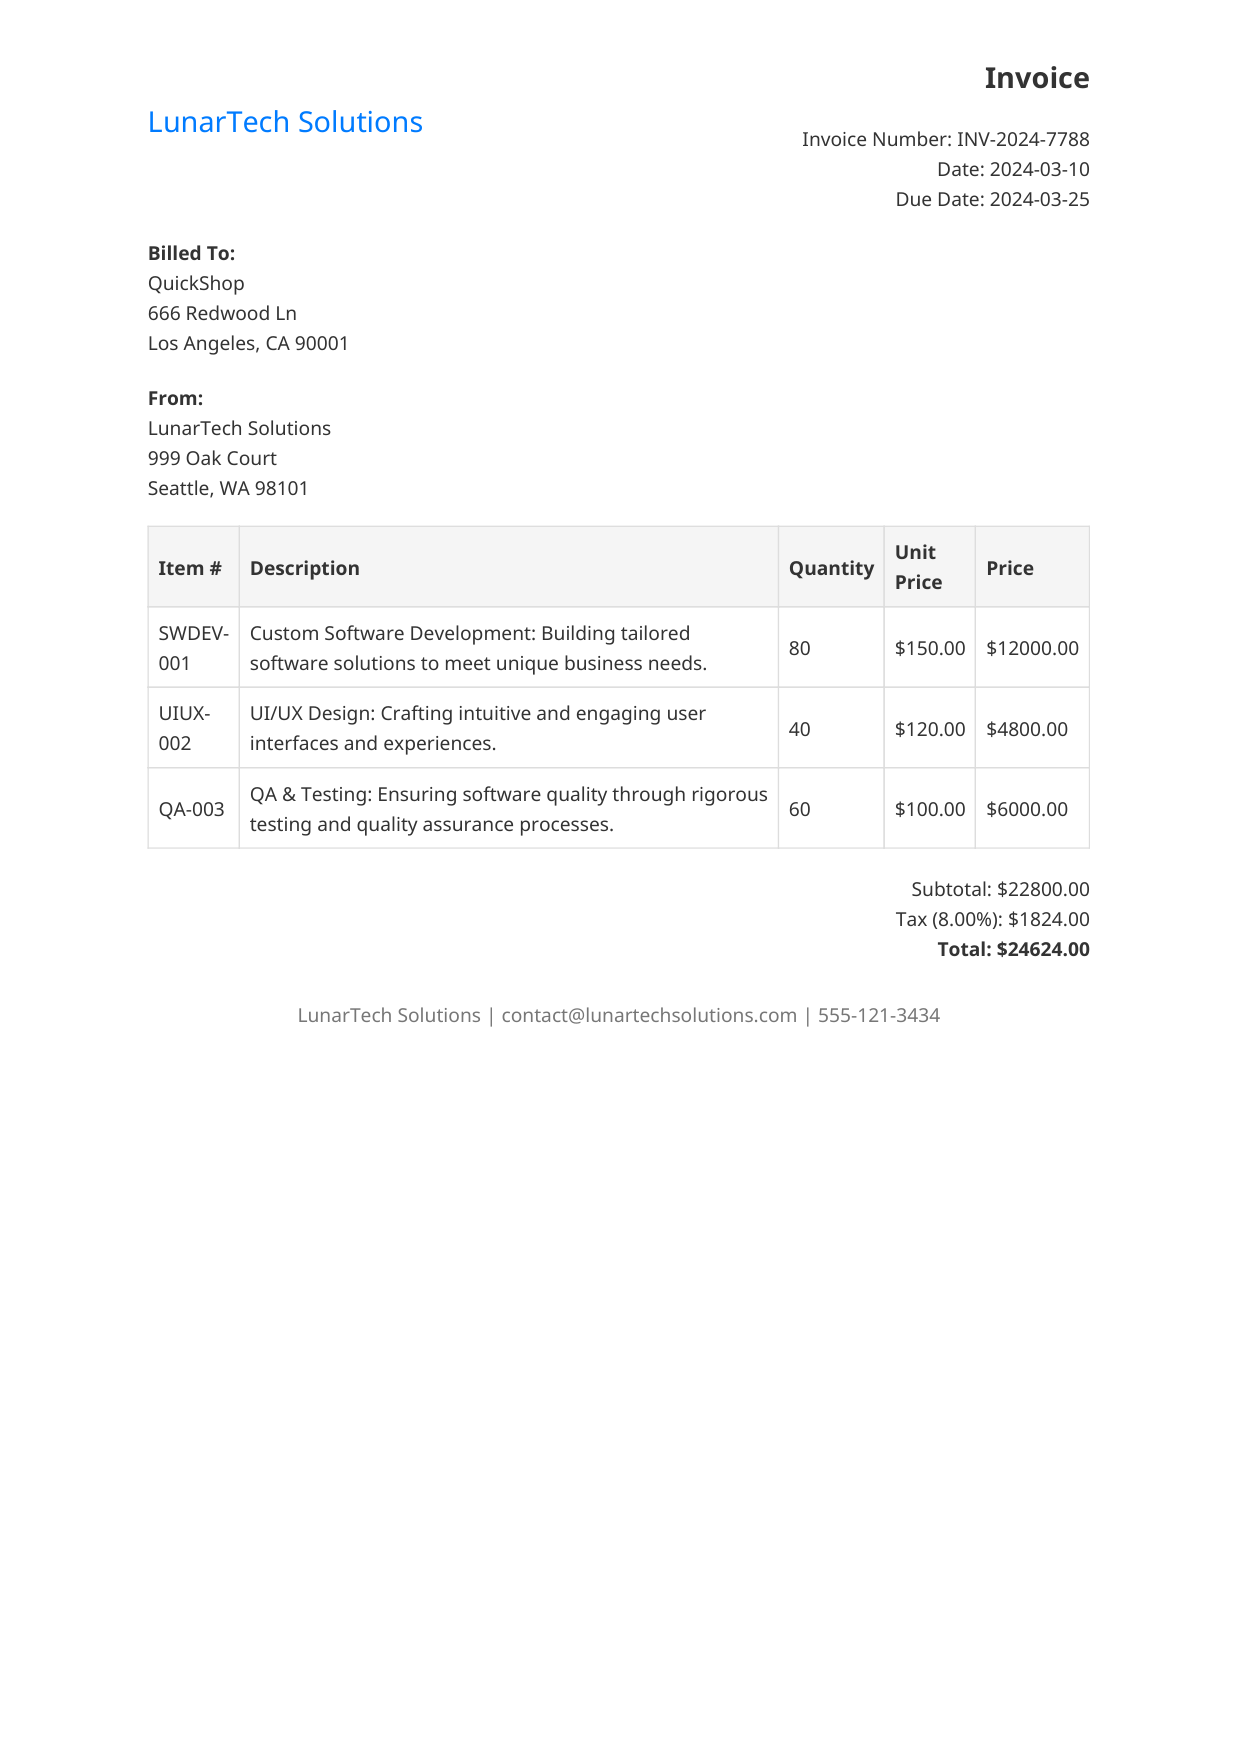 Invoice
LunarTech Solutions
Invoice Number: INV-2024-7788
Date: 2024-03-10
Due Date: 2024-03-25
Billed To:
QuickShop
666 Redwood Ln
Los Angeles, CA 90001
From:
LunarTech Solutions
999 Oak Court
Seattle, WA 98101
Item # Description Quantity Unit Price Price
SWDEV-001 Custom Software Development: Building tailored software solutions to meet unique business needs. 80 $150.00 $12000.00
UIUX-002 UI/UX Design: Crafting intuitive and engaging user interfaces and experiences. 40 $120.00 $4800.00
QA-003 QA & Testing: Ensuring software quality through rigorous testing and quality assurance processes. 60 $100.00 $6000.00
Subtotal: $22800.00
Tax (8.00%): $1824.00
Total: $24624.00
LunarTech Solutions | contact@lunartechsolutions.com | 555-121-3434